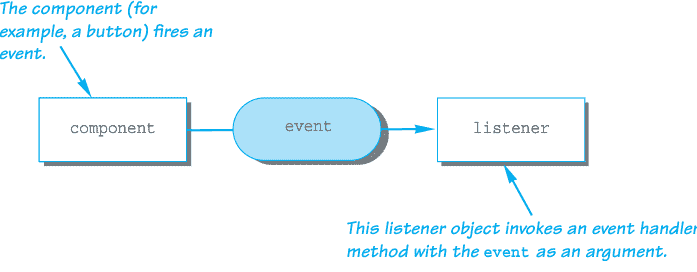 The component (for
example, a button) fires an
event.
component
event
listener
This listener object invokes an event handler
method with the event as an argument.